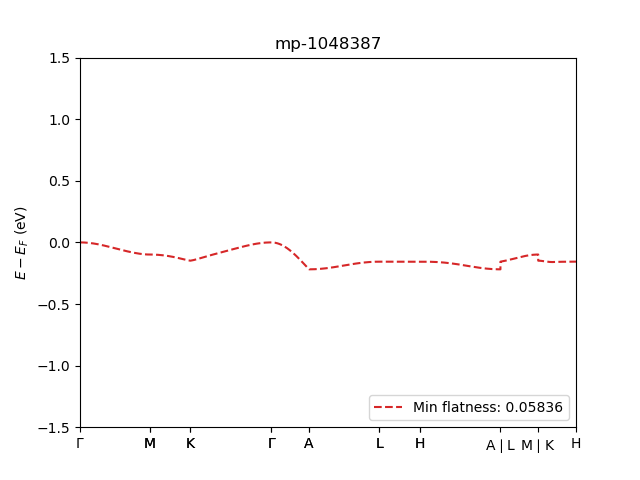 mp-1048387
E − E_F (eV)
1.5
1.0
0.5
0.0
−0.5
−1.0
−1.5
Min flatness: 0.05836
Γ M K Γ A L H A | L M | K H